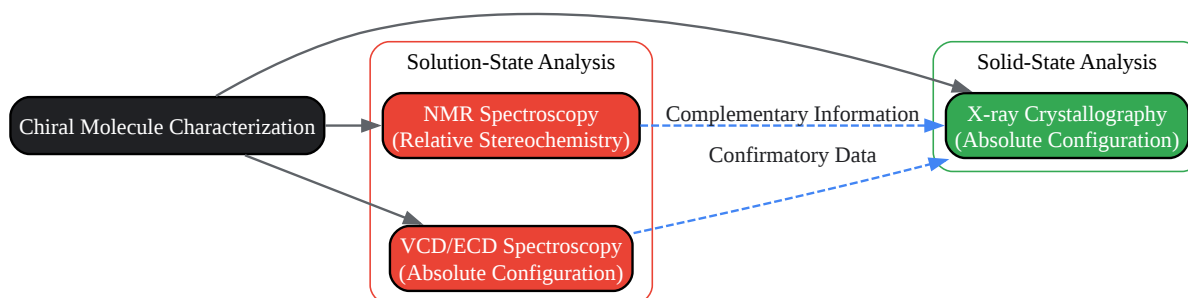 Solution-State Analysis
Solid-State Analysis
Chiral Molecule Characterization
NMR Spectroscopy
(Relative Stereochemistry)
Complementary Information
X-ray Crystallography
(Absolute Configuration)
Confirmatory Data
VCD/ECD Spectroscopy
(Absolute Configuration)